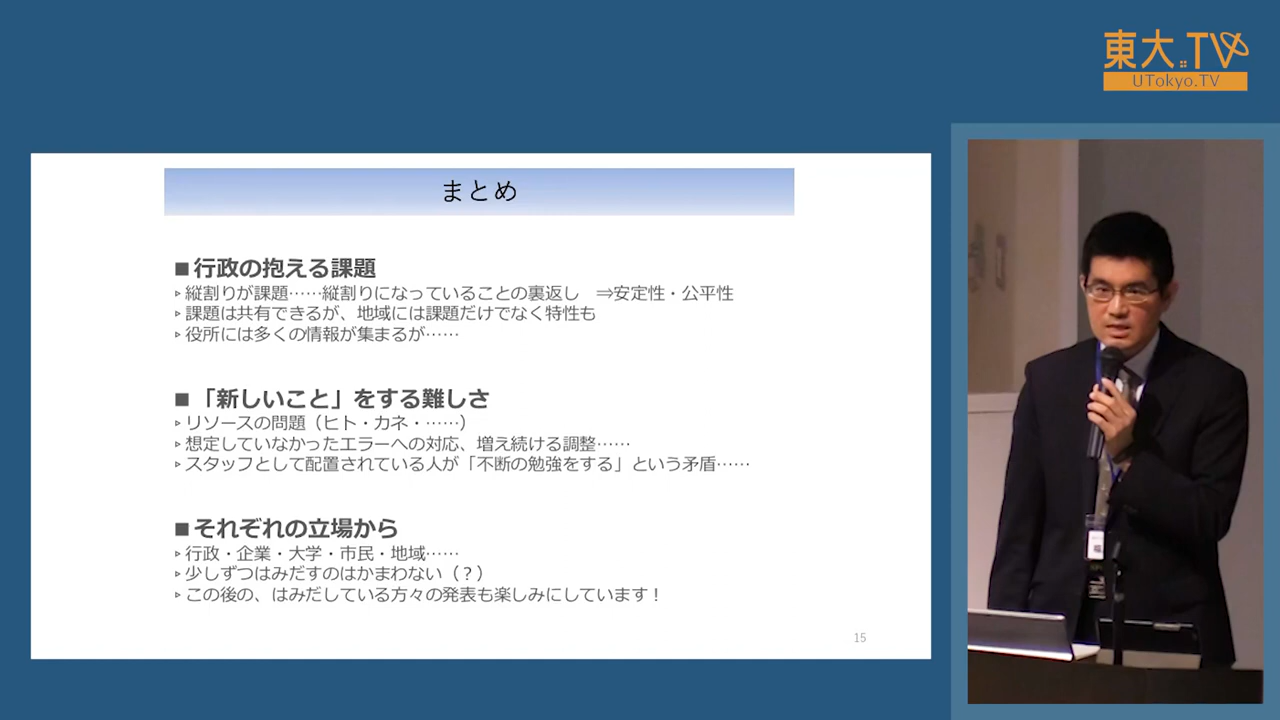 東大.TV
UTokyo.TV
まとめ
■行政の抱える課題
▹縦割りが課題……縦割りになっていることの裏返し　⇒安定性・公平性
▹課題は共有できるが、地域には課題だけでなく特性も
▹役所には多くの情報が集まるが……
■「新しいこと」をする難しさ
▹リソースの問題（ヒト・カネ・……）
▹想定していなかったエラーへの対応、増え続ける調整……
▹スタッフとして配置されている人が「不断の勉強をする」という矛盾……
■それぞれの立場から
▹行政・企業・大学・市民・地域……
▹少しずつはみだすのはかまわない（？）
▹この後の、はみだしている方々の発表も楽しみにしています！
15